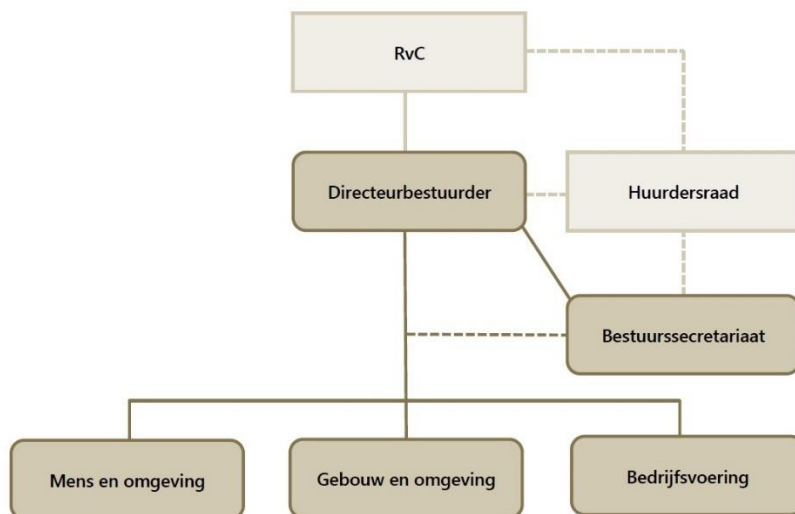 RvC
Directeurbestuurder
Huurdersraad
Bestuurssecretariaat
Mens en omgeving
Gebouw en omgeving
Bedrijfsvoering